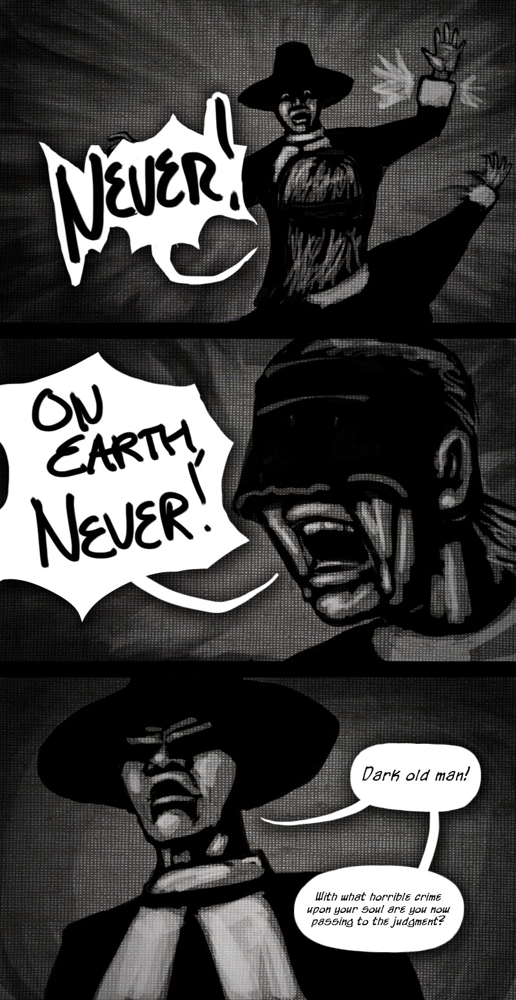 NEVER!
ON
EARTH,
NEVER!
Dark old man!
With what horrible crime
upon your soul are you now
passing to the judgment?